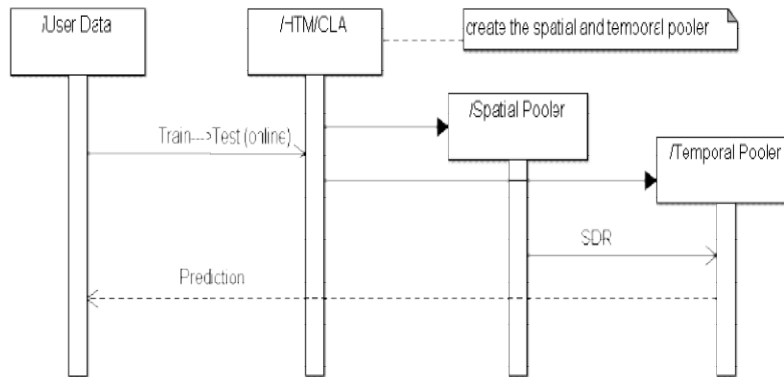 /User Data
/HTM/CLA
create the spatial and temporal pooler
/Spatial Pooler
Train--->Test (online)
/Temporal Pooler
SDR
Prediction